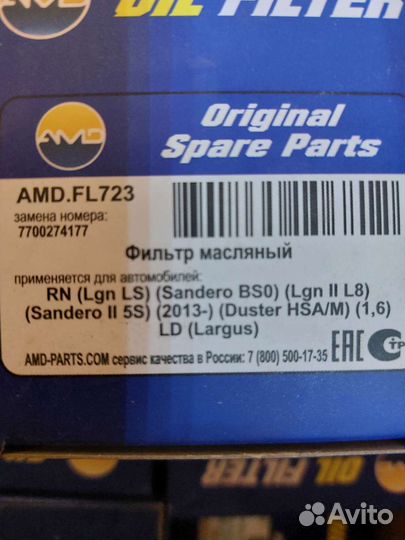 AMD
OIL FILTER
AMD
Original
Spare Parts
AMD.FL723
замена номера:
7700274177
Фильтр масляный
применяется для автомобилей:
RN (Lgn LS) (Sandero BS0) (Lgn II L8)
(Sandero II 5S) (2013-) (Duster HSA/M) (1,6)
LD (Largus)
AMD-PARTS.COM сервис качества в России: 7 (800) 500-17-35
EAC
тр
OIL FILTER
Avito